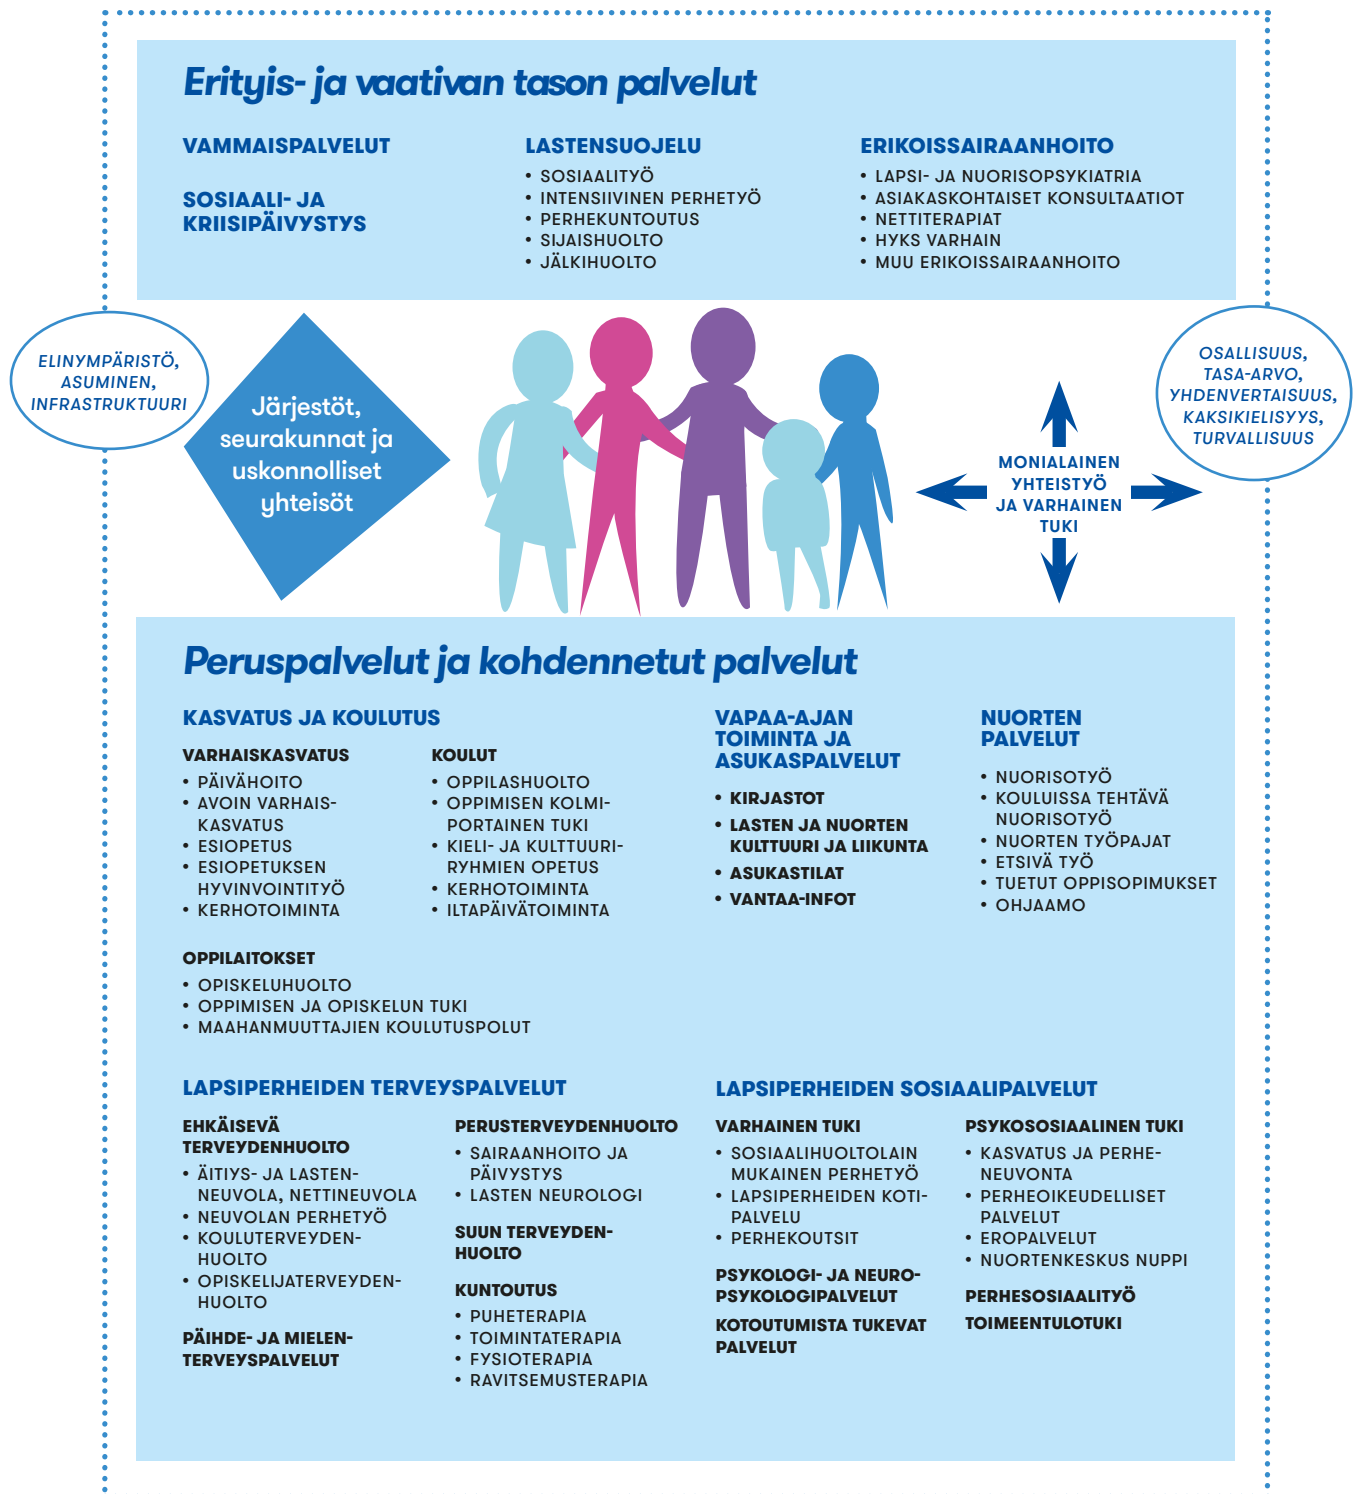 Erityis- ja vaativan tason palvelut
VAMMAISPALVELUT
SOSIAALI- JA
KRIISIPÄIVYSTYS
LASTENSUOJELU
• SOSIAALITYÖ
• INTENSIIVINEN PERHETYÖ
• PERHEKUNTOUTUS
• SIJAISHUOLTO
• JÄLKIHUOLTO
ERIKOISSAIRAANHOITO
• LAPSI- JA NUORISOPSYKIATRIA
• ASIAKASKOHTAISET KONSULTAATIOT
• NETTITERAPIAT
• HYKS VARHAIN
• MUU ERIKOISSAIRAANHOITO
ELINYMPÄRISTÖ,
ASUMINEN,
INFRASTRUKTUURI
Järjestöt,
seurakunnat ja
uskonnolliset
yhteisöt
MONIALAINEN
YHTEISTYÖ
JA VARHAINEN
TUKI
OSALLISUUS,
TASA-ARVO,
YHDENVERTAISUUS,
KAKSIKIELISYYS,
TURVALLISUUS
Peruspalvelut ja kohdennetut palvelut
KASVATUS JA KOULUTUS
VARHAISKASVATUS
• PÄIVÄHOITO
• AVOIN VARHAIS-
KASVATUS
• ESIOPETUS
• ESIOPETUKSEN
HYVINVOINTITYÖ
• KERHOTOIMINTA
KOULUT
• OPPILASHUOLTO
• OPPIMISEN KOLMI-
PORTAINEN TUKI
• KIELI- JA KULTTUURI-
RYHMIEN OPETUS
• KERHOTOIMINTA
• ILTAPÄIVÄTOIMINTA
OPPILAITOKSET
• OPISKELUHUOLTO
• OPPIMISEN JA OPISKELUN TUKI
• MAAHANMUUTTAJIEN KOULUTUSPOLUT
VAPAA-AJAN
TOIMINTA JA
ASUKASPALVELUT
• KIRJASTOT
• LASTEN JA NUORTEN
KULTTUURI JA LIIKUNTA
• ASUKASTILAT
• VANTAA-INFOT
NUORTEN
PALVELUT
• NUORISOTYÖ
• KOULUISSA TEHTÄVÄ
NUORISOTYÖ
• NUORTEN TYÖPAJAT
• ETSIVÄ TYÖ
• TUETUT OPPISOPIMUKSET
• OHJAAMO
LAPSIPERHEIDEN TERVEYSPALVELUT
EHKÄISEVÄ
TERVEYDENHUOLTO
• ÄITIYS- JA LASTEN-
NEUVOLA, NETTINEUVOLA
• NEUVOLAN PERHETYÖ
• KOULUTERVEYDEN-
HUOLTO
• OPISKELIJATERVEYDEN-
HUOLTO
PÄIHDE- JA MIELEN-
TERVEYSPALVELUT
PERUSTERVEYDENHUOLTO
• SAIRAANHOITO JA
PÄIVYSTYS
• LASTEN NEUROLOGI
SUUN TERVEYDEN-
HUOLTO
KUNTOUTUS
• PUHETERAPIA
• TOIMINTATERAPIA
• FYSIOTERAPIA
• RAVITSEMUSTERAPIA
LAPSIPERHEIDEN SOSIAALIPALVELUT
VARHAINEN TUKI
• SOSIAALIHUOLTOLAIN
MUKAINEN PERHETYÖ
• LAPSIPERHEIDEN KOTI-
PALVELU
• PERHEKOUTSIT
PSYKOLOGI- JA NEURO-
PSYKOLOGIPALVELUT
KOTOUTUMISTA TUKEVAT
PALVELUT
PSYKOSOSIAALINEN TUKI
• KASVATUS JA PERHE-
NEUVONTA
• PERHEOIKEUDELLISET
PALVELUT
• EROPALVELUT
• NUORTENKESKUS NUPPI
PERHESOSIAALITYÖ
TOIMEENTULOTUKI